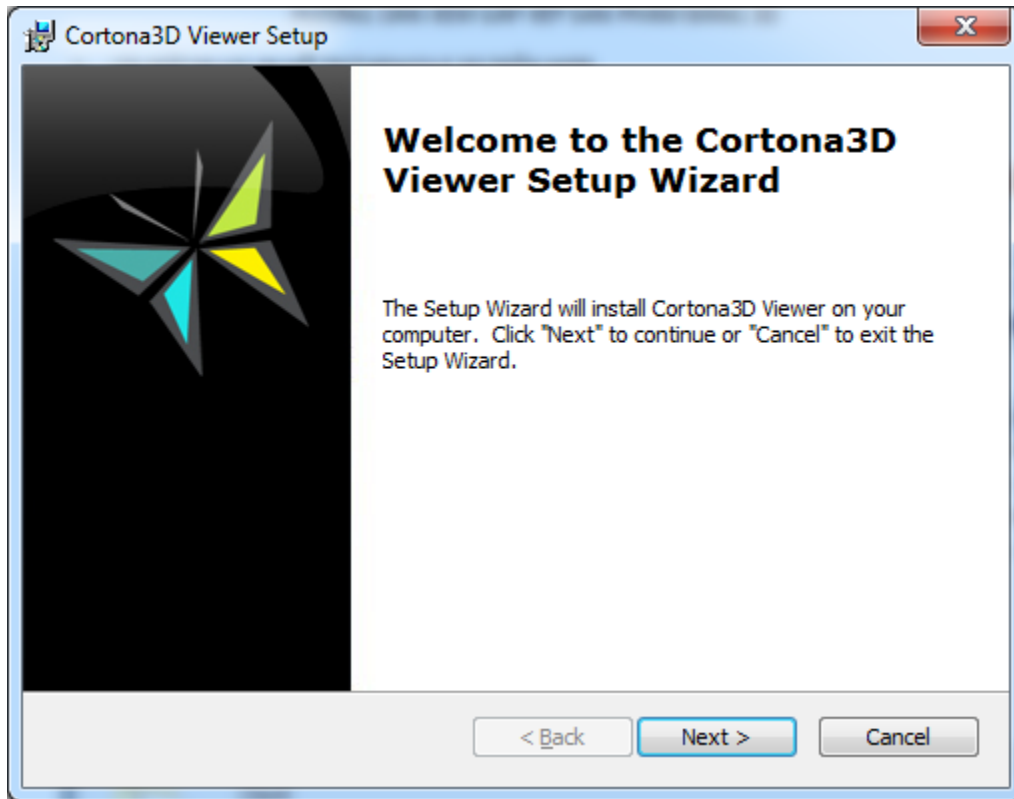 Cortona3D Viewer Setup
Welcome to the Cortona3D
Viewer Setup Wizard
The Setup Wizard will install Cortona3D Viewer on your
computer. Click "Next" to continue or "Cancel" to exit the
Setup Wizard.
< Back Next > Cancel